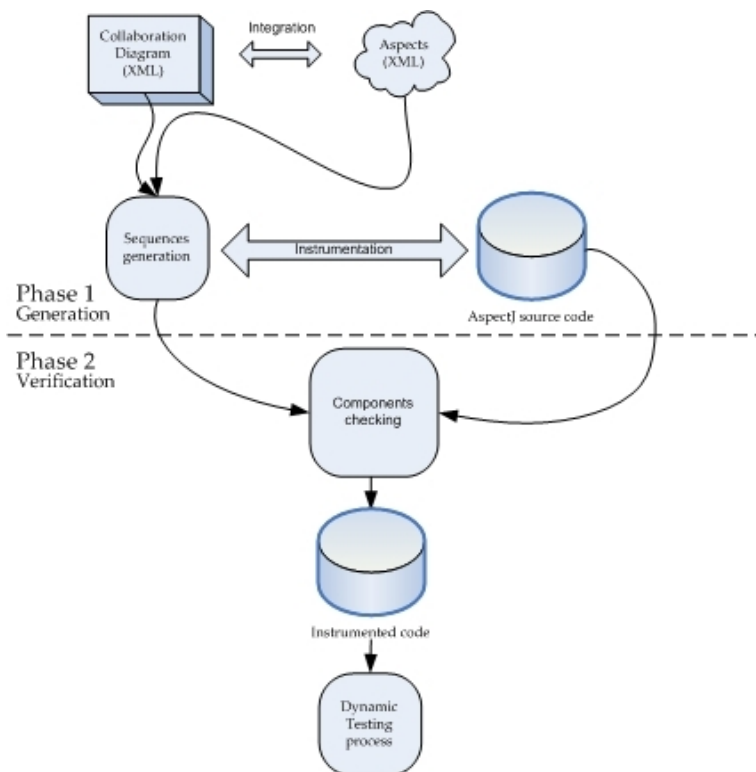 Collaboration
Diagram
(XML)
Integration
Aspects
(XML)
Sequences
generation
Instrumentation
Phase 1
Generation
AspectJ source code
Phase 2
Verification
Components
checking
Instrumented code
Dynamic
Testing
process